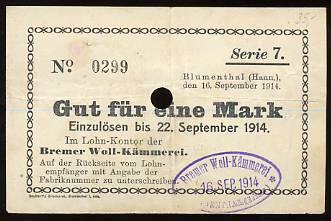 35.-
Serie 7.
No 0299
Blumenthal (Hann.),
den 16. September 1914.
Gut für eine Mark
Einzulösen bis 22. September 1914.
Im Lohn-Kontor der
Bremer Woll-Kämmerei.
Auf der Rückseite vom Lohn-
empfänger mit Angabe der
Fabriknummer zu unterschreiben.
Bremer Woll-Kämmerei
16 SEP 1914